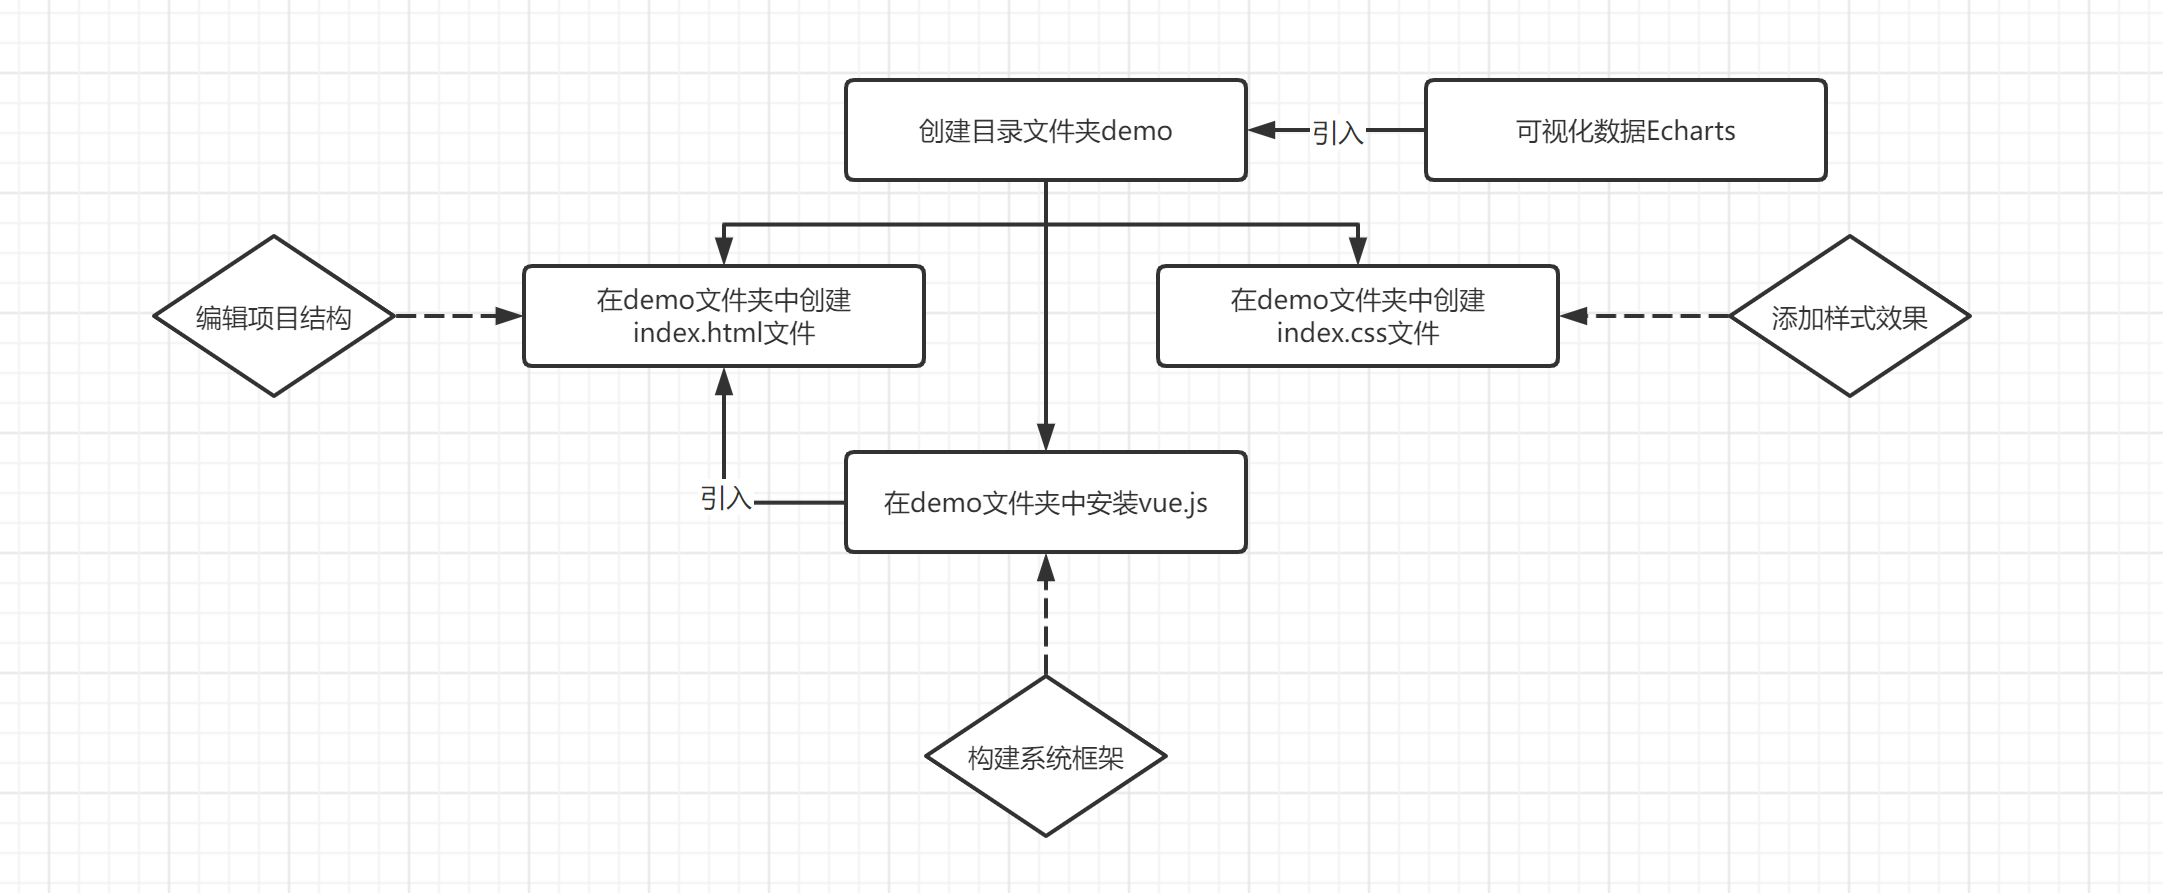 创建目录文件夹demo
引入
可视化数据Echarts
编辑项目结构
在demo文件夹中创建
index.html文件
在demo文件夹中创建
index.css文件
添加样式效果
引入
在demo文件夹中安装vue.js
构建系统框架